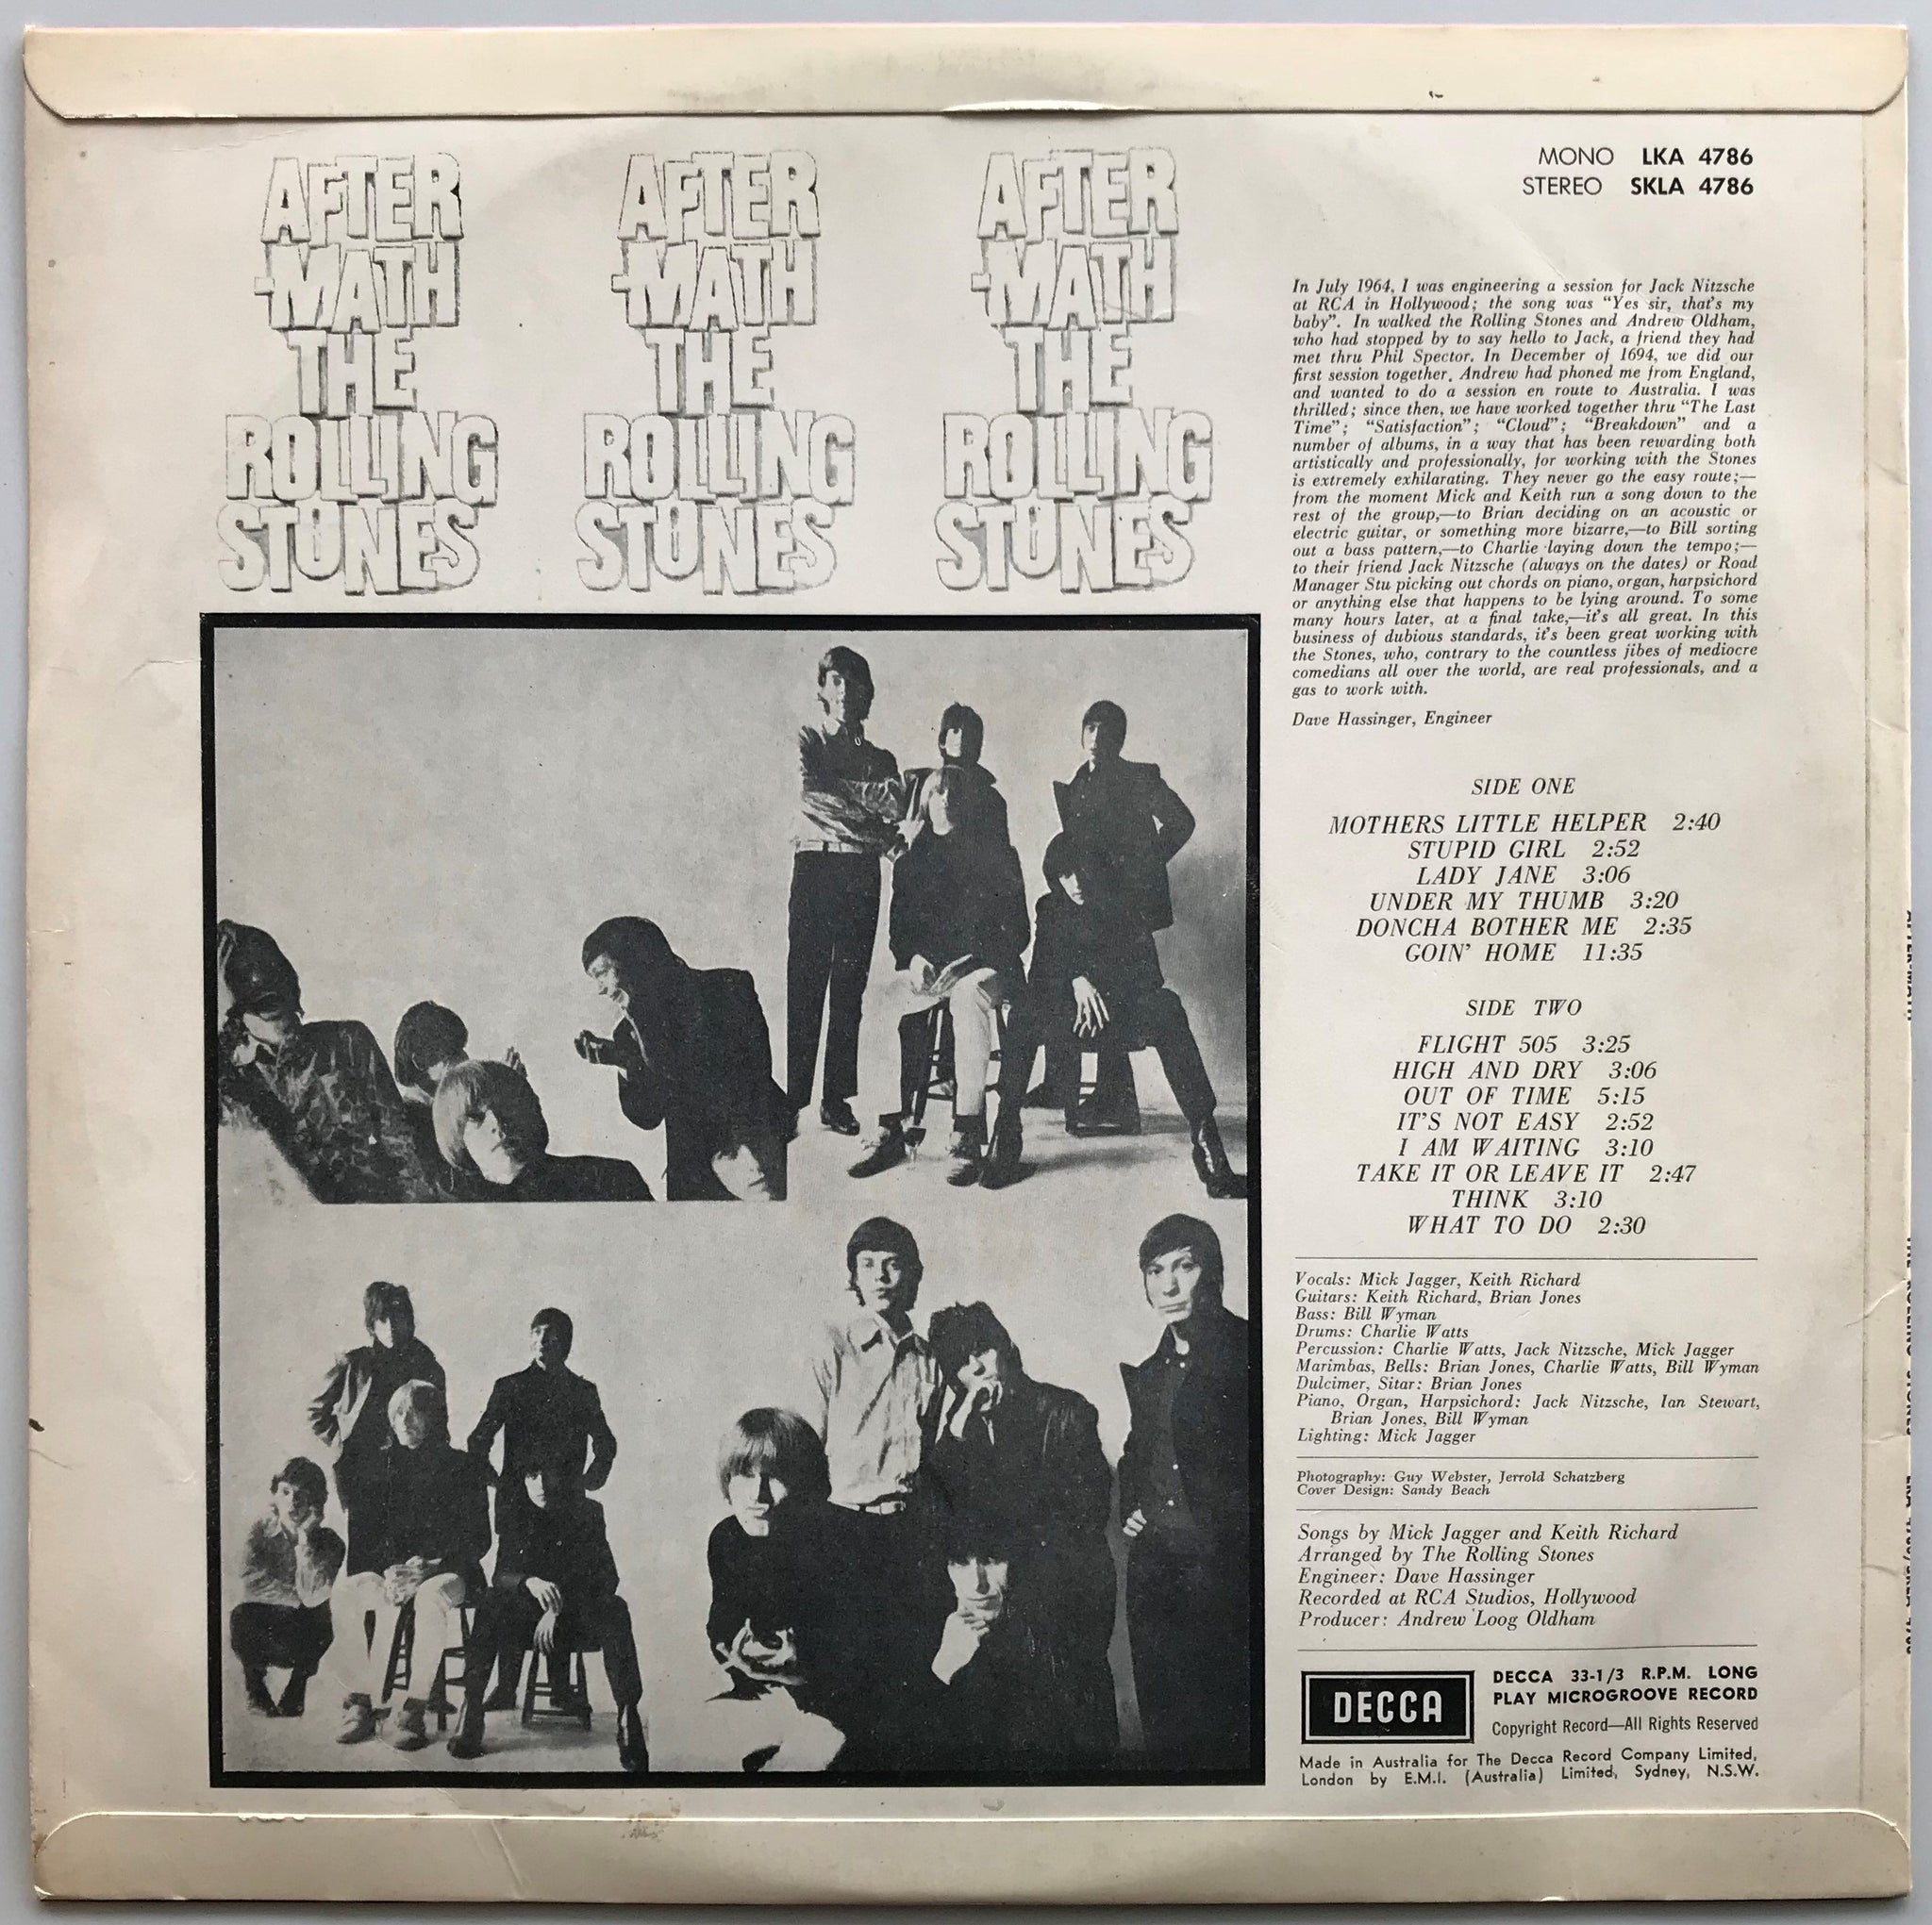 AFTER
-MATH
THE
ROLLING
STONES
AFTER
-MATH
THE
ROLLING
STONES
AFTER
-MATH
THE
ROLLING
STONES
MONO LKA 4786
STEREO SKLA 4786
In July 1964, I was engineering a session for Jack Nitzsche
at RCA in Hollywood; the song was “Yes sir, that’s my
baby”. In walked the Rolling Stones and Andrew Oldham,
who had stopped by to say hello to Jack, a friend they had
met thru Phil Spector. In December of 1694, we did our
first session together. Andrew had phoned me from England,
and wanted to do a session en route to Australia. I was
thrilled; since then, we have worked together thru “The Last
Time”; “Satisfaction”; “Cloud”; “Breakdown” and a
number of albums, in a way that has been rewarding both
artistically and professionally, for working with the Stones
is extremely exhilarating. They never go the easy route;—
from the moment Mick and Keith run a song down to the
rest of the group,—to Brian deciding on an acoustic or
electric guitar, or something more bizarre,—to Bill sorting
out a bass pattern,—to Charlie laying down the tempo;—
to their friend Jack Nitzsche (always on the dates) or Road
Manager Stu picking out chords on piano, organ, harpsichord
or anything else that happens to be lying around. To some
many hours later, at a final take,—it’s all great. In this
business of dubious standards, it’s been great working with
the Stones, who, contrary to the countless jibes of mediocre
comedians all over the world, are real professionals, and a
gas to work with.
Dave Hassinger, Engineer
SIDE ONE
MOTHERS LITTLE HELPER 2:40
STUPID GIRL 2:52
LADY JANE 3:06
UNDER MY THUMB 3:20
DONCHA BOTHER ME 2:35
GOIN’ HOME 11:35
SIDE TWO
FLIGHT 505 3:25
HIGH AND DRY 3:06
OUT OF TIME 5:15
IT’S NOT EASY 2:52
I AM WAITING 3:10
TAKE IT OR LEAVE IT 2:47
THINK 3:10
WHAT TO DO 2:30
Vocals: Mick Jagger, Keith Richard
Guitars: Keith Richard, Brian Jones
Bass: Bill Wyman
Drums: Charlie Watts
Percussion: Charlie Watts, Jack Nitzsche, Mick Jagger
Marimbas, Bells: Brian Jones, Charlie Watts, Bill Wyman
Dulcimer, Sitar: Brian Jones
Piano, Organ, Harpsichord: Jack Nitzsche, Ian Stewart,
Brian Jones, Bill Wyman
Lighting: Mick Jagger
Photography: Guy Webster, Jerrold Schatzberg
Cover Design: Sandy Beach
Songs by Mick Jagger and Keith Richard
Arranged by The Rolling Stones
Engineer: Dave Hassinger
Recorded at RCA Studios, Hollywood
Producer: Andrew Loog Oldham
DECCA
DECCA 33-1/3 R.P.M. LONG
PLAY MICROGROOVE RECORD
Copyright Record—All Rights Reserved
Made in Australia for The Decca Record Company Limited,
London by E.M.I. (Australia) Limited, Sydney, N.S.W.